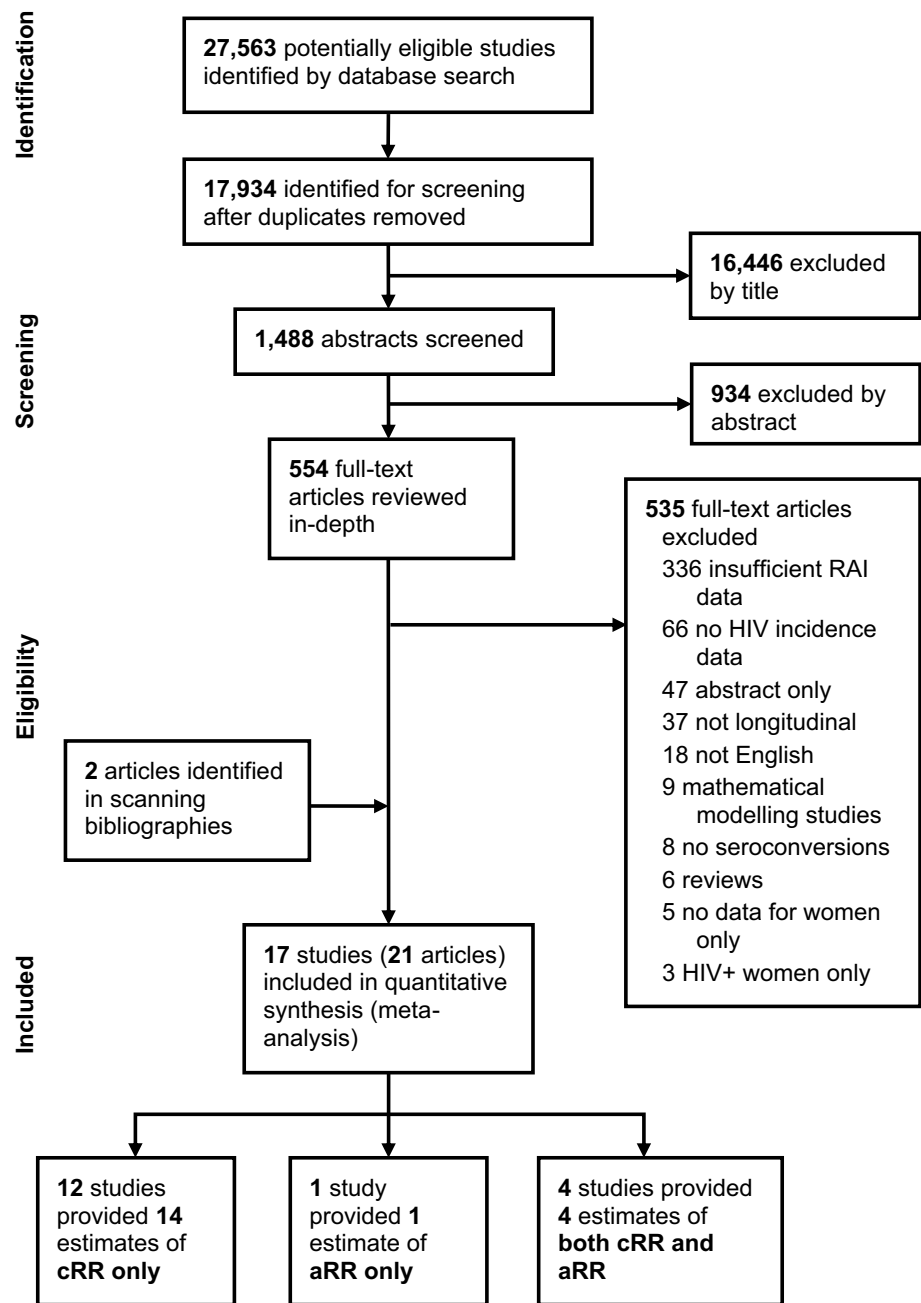 Identification
27,563 potentially eligible studies
identified by database search
17,934 identified for screening
after duplicates removed
16,446 excluded
by title
Screening
1,488 abstracts screened
934 excluded by
abstract
554 full-text
articles reviewed
in-depth
535 full-text articles
excluded
336 insufficient RAI
data
66 no HIV incidence
data
47 abstract only
37 not longitudinal
18 not English
9 mathematical
modelling studies
8 no seroconversions
6 reviews
5 no data for women
only
3 HIV+ women only
Eligibility
2 articles identified
in scanning
bibliographies
Included
17 studies (21 articles)
included in quantitative
synthesis (meta-
analysis)
12 studies
provided 14
estimates of
cRR only
1 study
provided 1
estimate of
aRR only
4 studies provided
4 estimates of
both cRR and
aRR